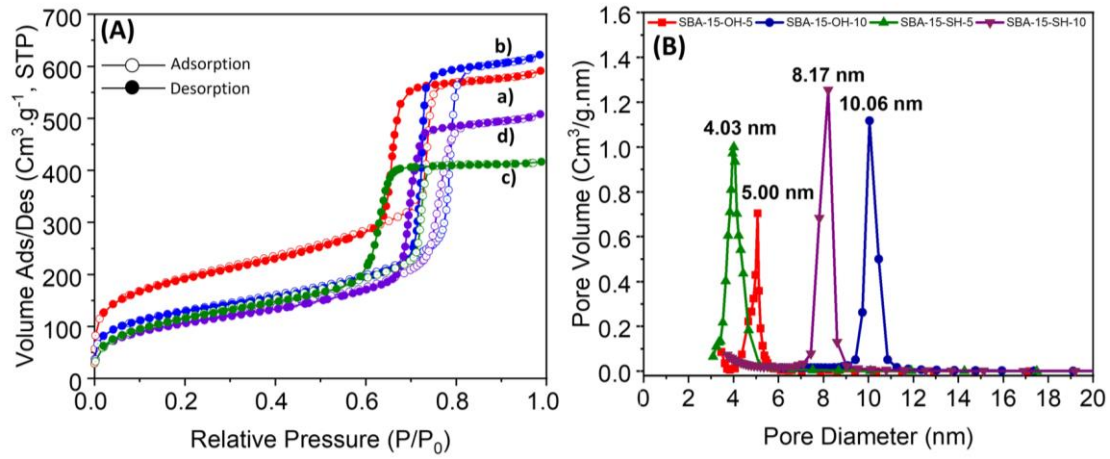 (A)
Volume Ads/Des (Cm³.g⁻¹, STP)
700
600
500
400
300
200
100
0
Adsorption
Desorption
b)
a)
d)
c)
0.0 0.2 0.4 0.6 0.8 1.0
Relative Pressure (P/P₀)
(B)
SBA-15-OH-5 SBA-15-OH-10 SBA-15-SH-5 SBA-15-SH-10
Pore Volume (Cm³/g.nm)
1.6
1.4
1.2
1.0
0.8
0.6
0.4
0.2
0.0
8.17 nm
10.06 nm
4.03 nm
5.00 nm
0 2 4 6 8 10 12 14 16 18 20
Pore Diameter (nm)